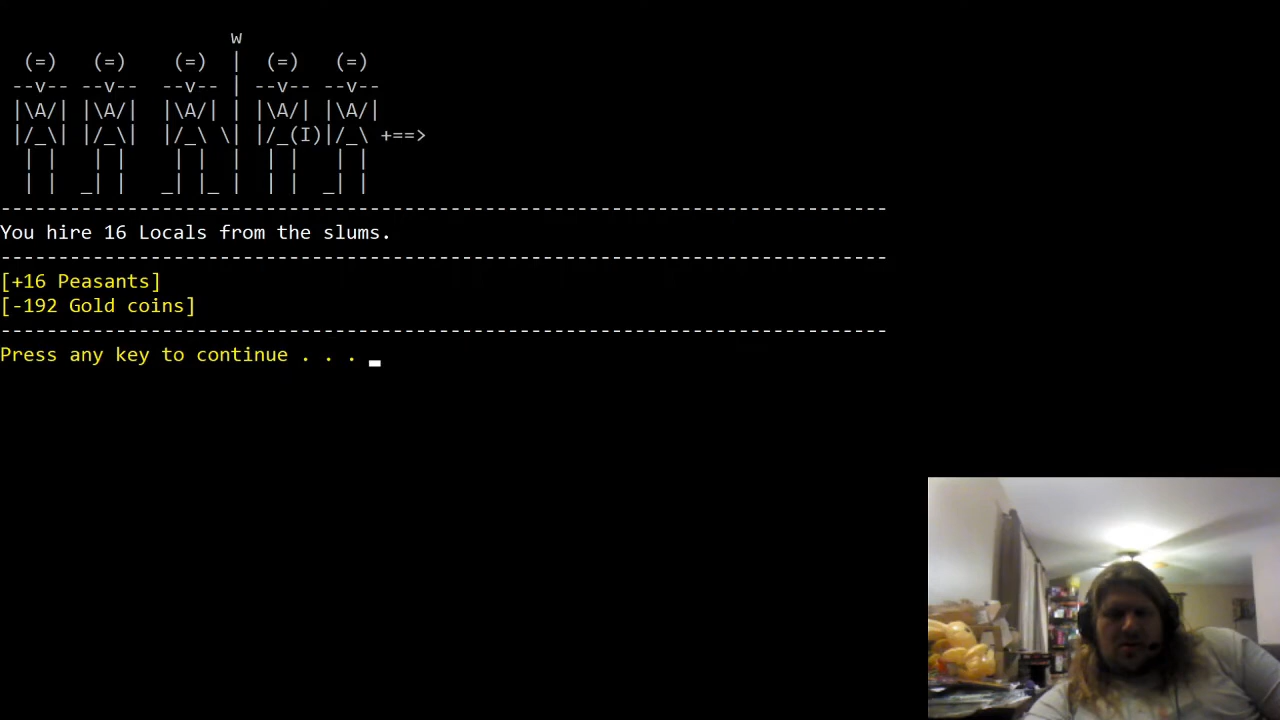 w
(=) (=) (=) | (=) (=)
--v-- --v-- --v-- | --v-- --v--
|\A/| |\A/| |\A/| | |\A/| |\A/|
|/_\| |/_\| |/_\ \| |/_(I)|/_\ +==>
| | | | | | | | | | |
| | _| | _| |_ | | | _| |
-----------------------------------------------------------------------------
You hire 16 Locals from the slums.
-----------------------------------------------------------------------------
[+16 Peasants]
[-192 Gold coins]
-----------------------------------------------------------------------------
Press any key to continue . . . _